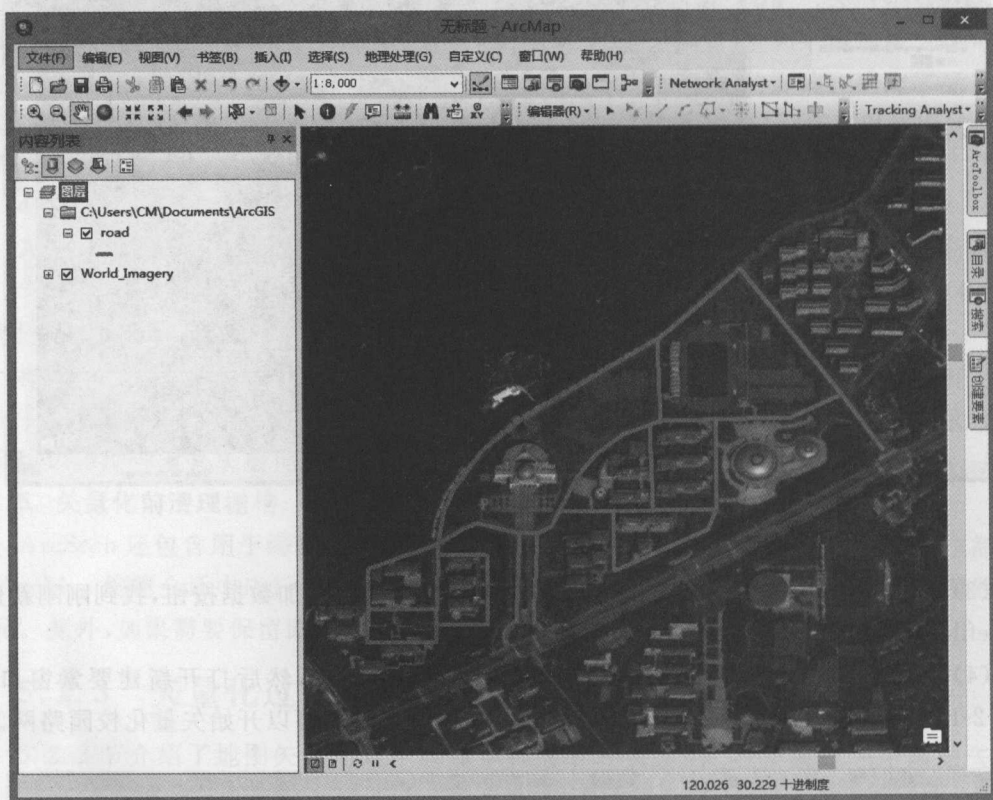 无标题 - ArcMap
文件(F) 编辑(E) 视图(V) 书签(B) 插入(I) 选择(S) 地理处理(G) 自定义(C) 窗口(W) 帮助(H)
1:8,000 Network Analyst
编辑器(R) Tracking Analyst
内容列表
图层
C:\Users\CM\Documents\ArcGIS
road
World_Imagery
ArcToolbox
目录
搜索
创建要素
120.026 30.229 十进制度